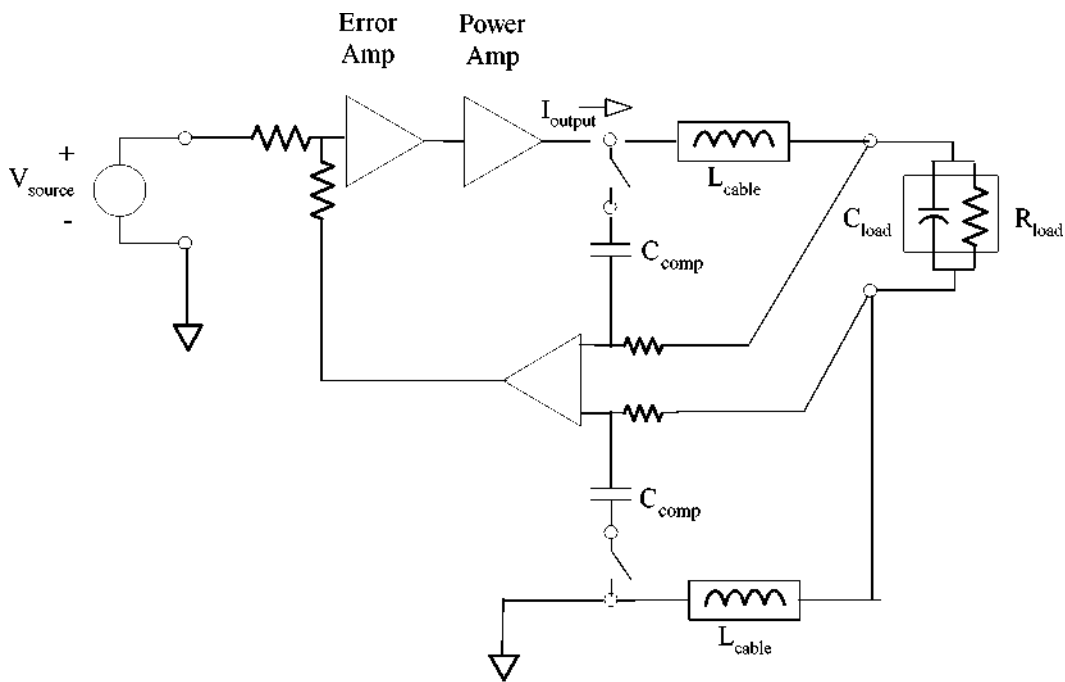 Error
Amp
Power
Amp
I output
+
V source
-
L cable
C load
R load
C comp
C comp
L cable